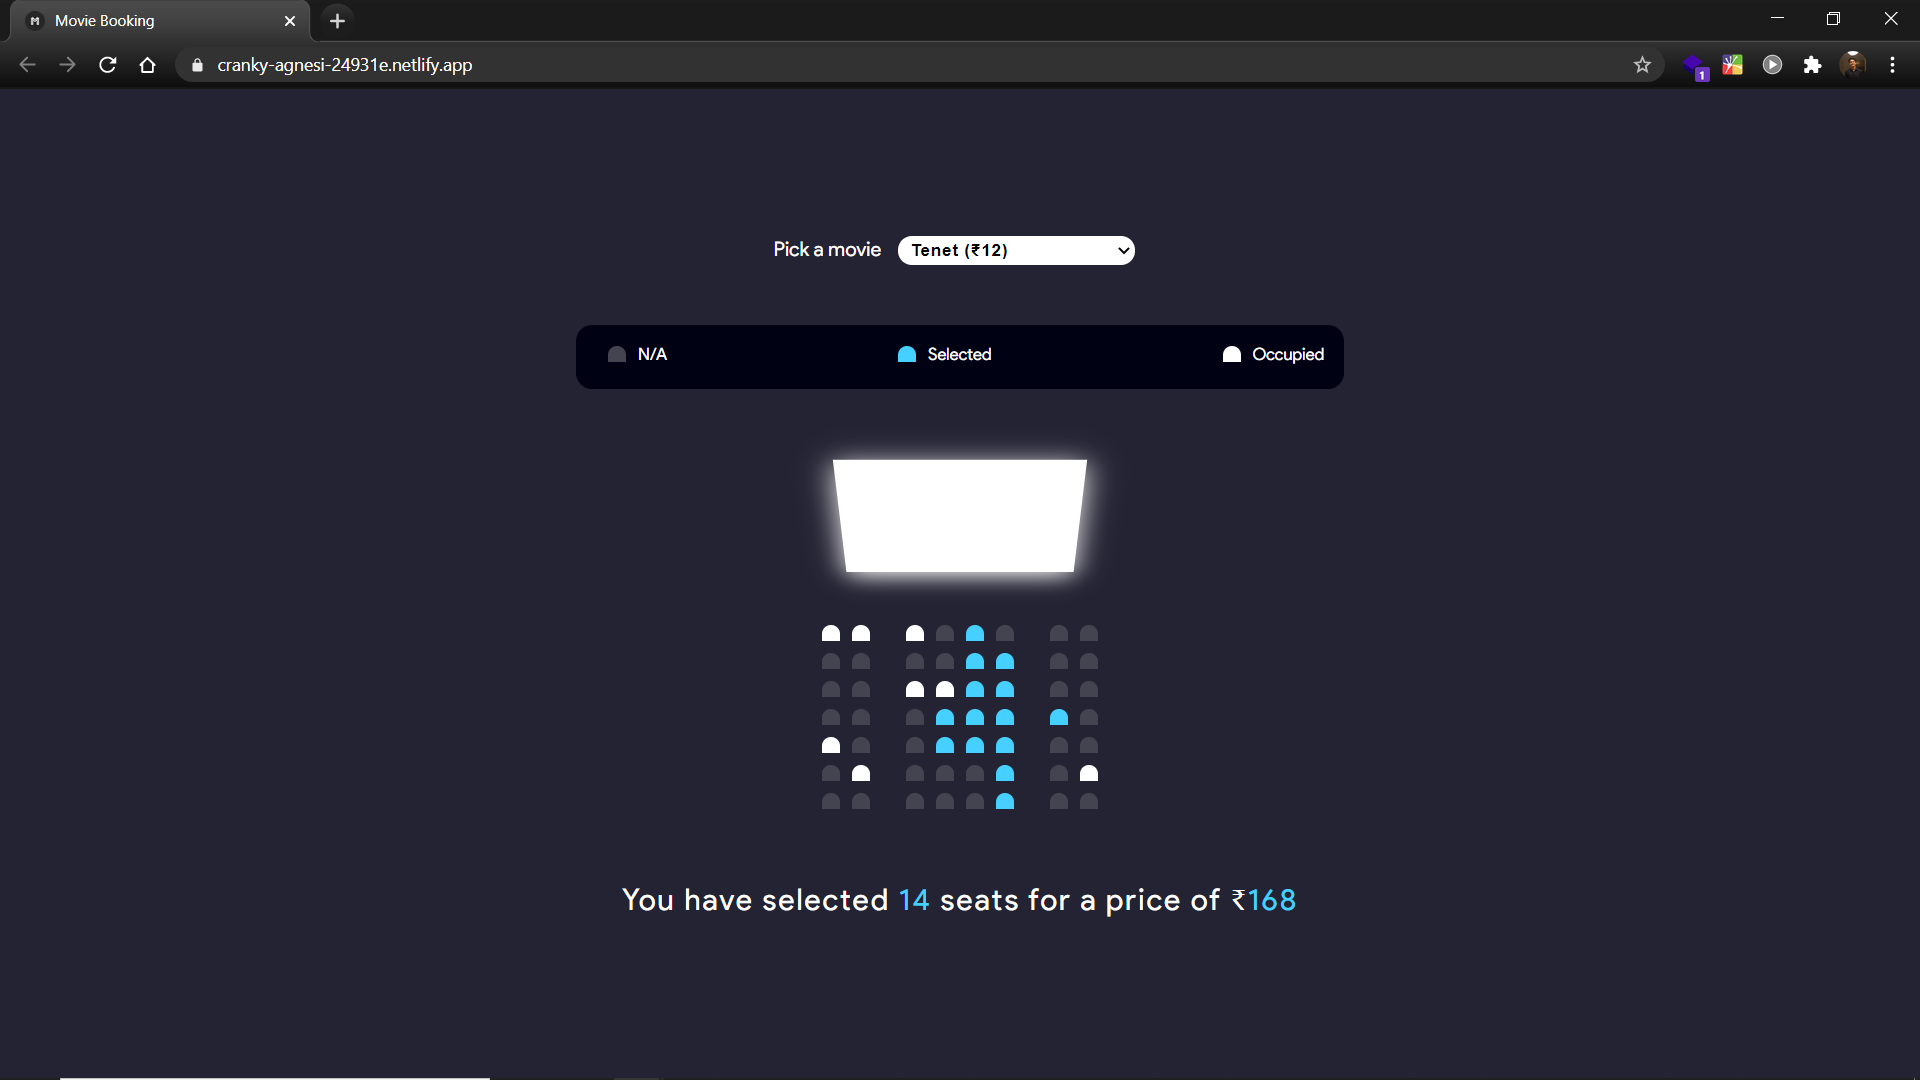 Movie Booking
cranky-agnesi-24931e.netlify.app
1
Pick a movie Tenet (₹12)
N/A Selected Occupied
You have selected 14 seats for a price of ₹168